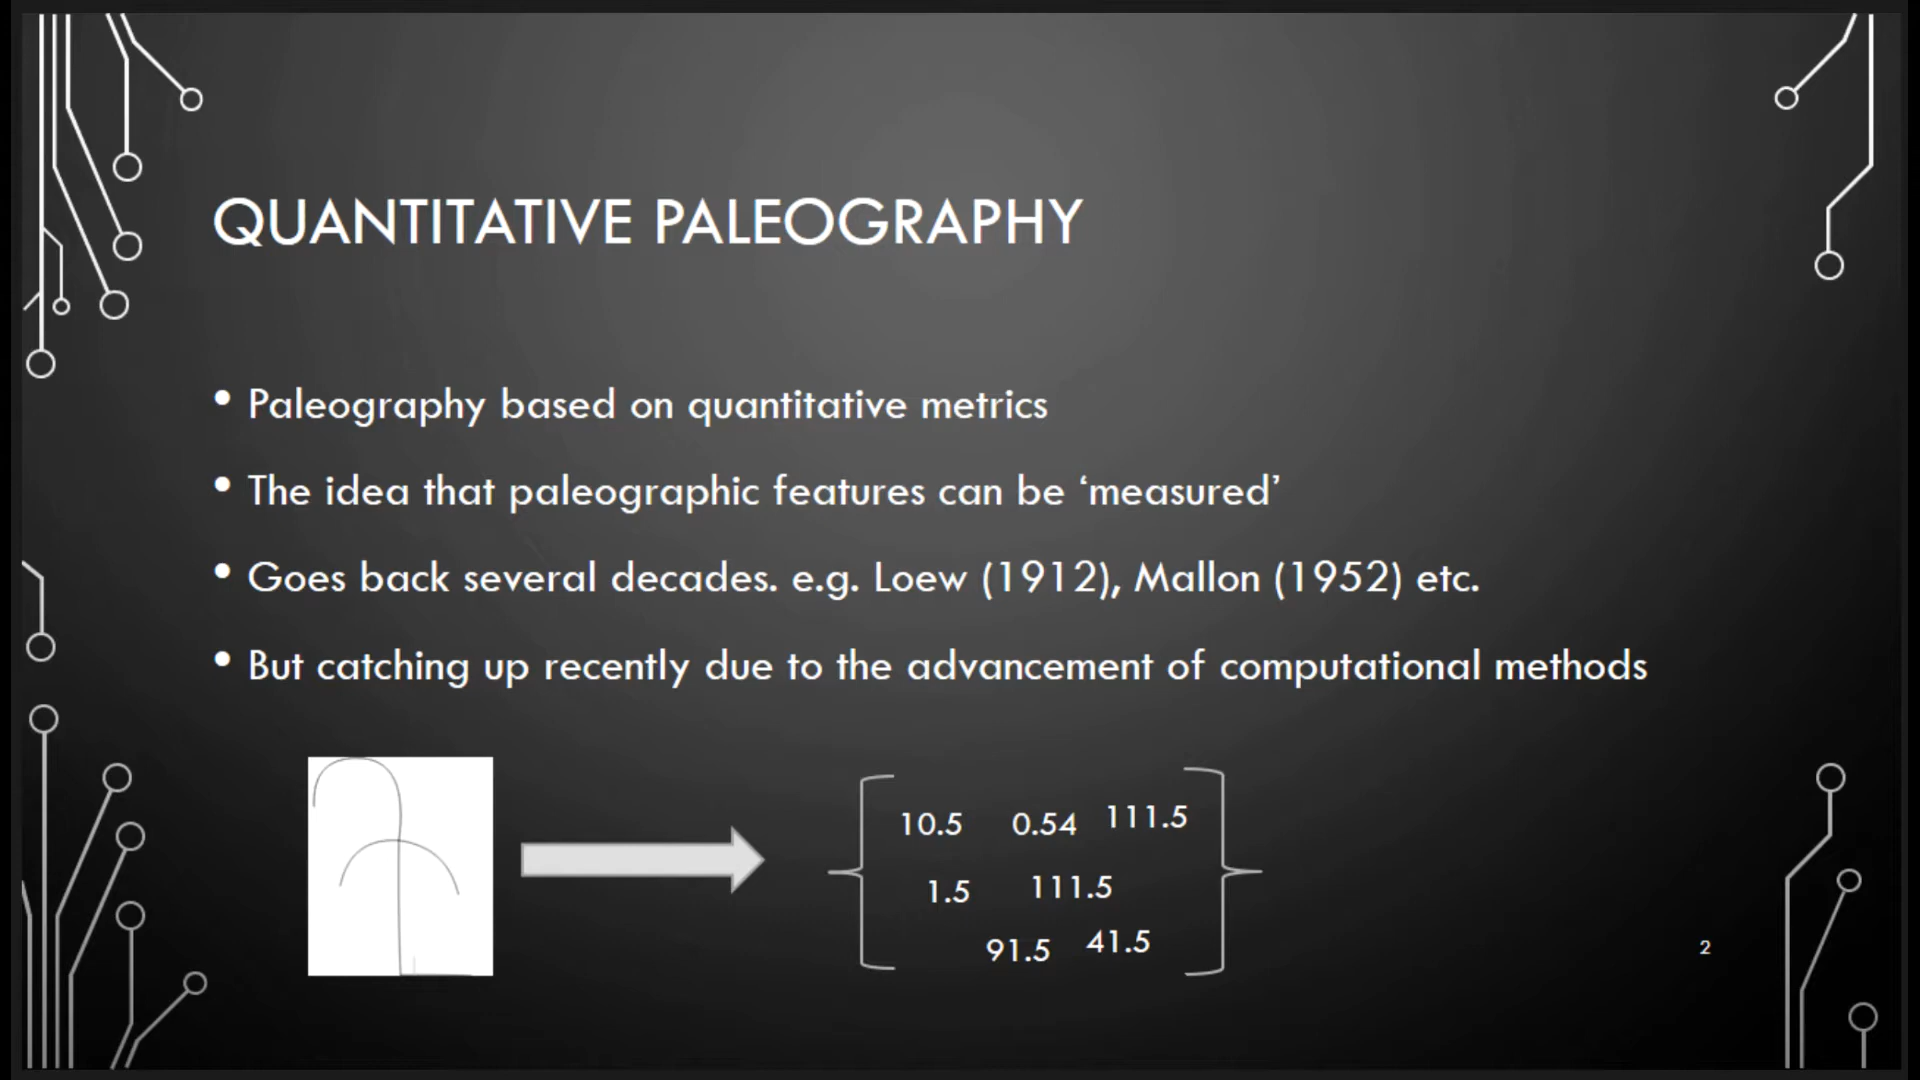 QUANTITATIVE PALEOGRAPHY
• Paleography based on quantitative metrics
• The idea that paleographic features can be ‘measured’
• Goes back several decades. e.g. Loew (1912), Mallon (1952) etc.
• But catching up recently due to the advancement of computational methods
10.5 0.54 111.5
1.5 111.5
91.5 41.5
2